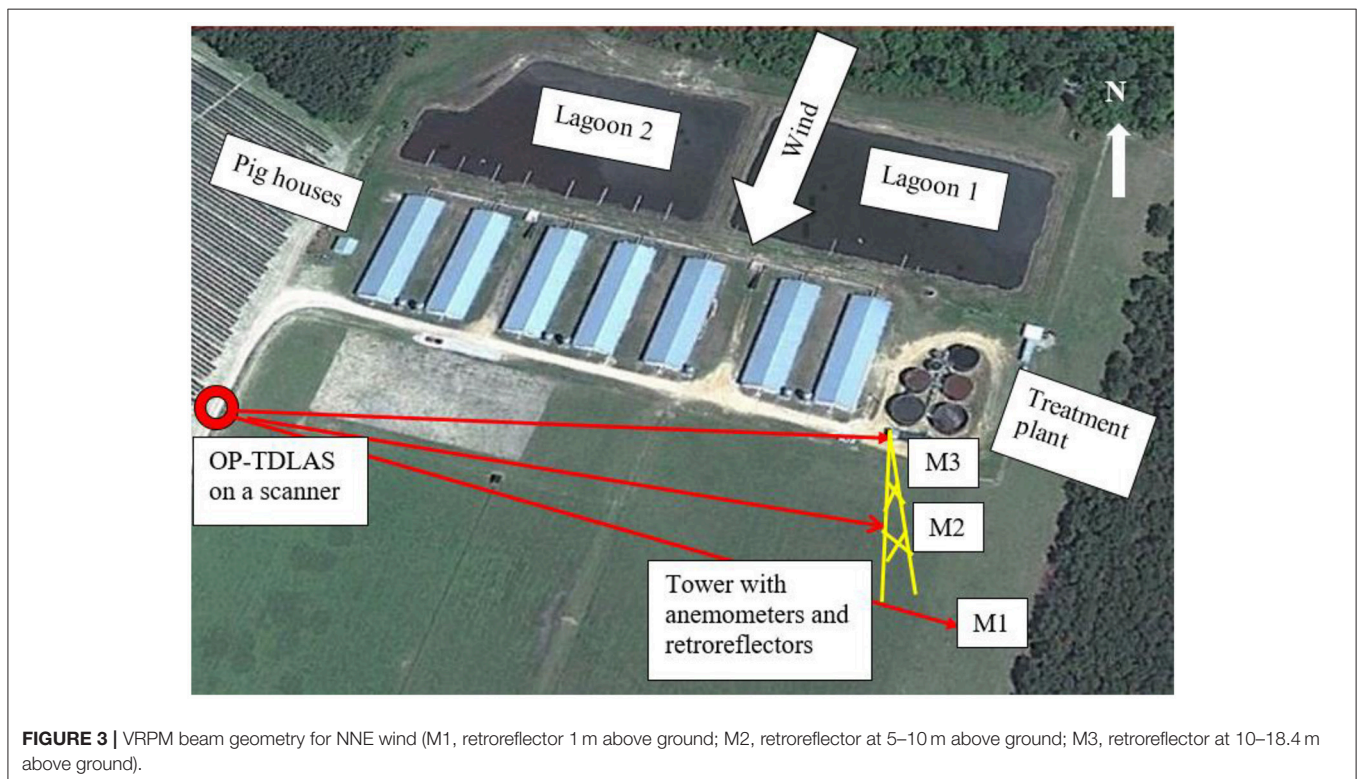 Lagoon 2
Wind
N
Lagoon 1
Pig houses
OP-TDLAS
on a scanner
Treatment
plant
M3
M2
Tower with
anemometers and
retroreflectors
M1
FIGURE 3 | VRPM beam geometry for NNE wind (M1, retroreflector 1 m above ground; M2, retroreflector at 5–10 m above ground; M3, retroreflector at 10–18.4 m
above ground).